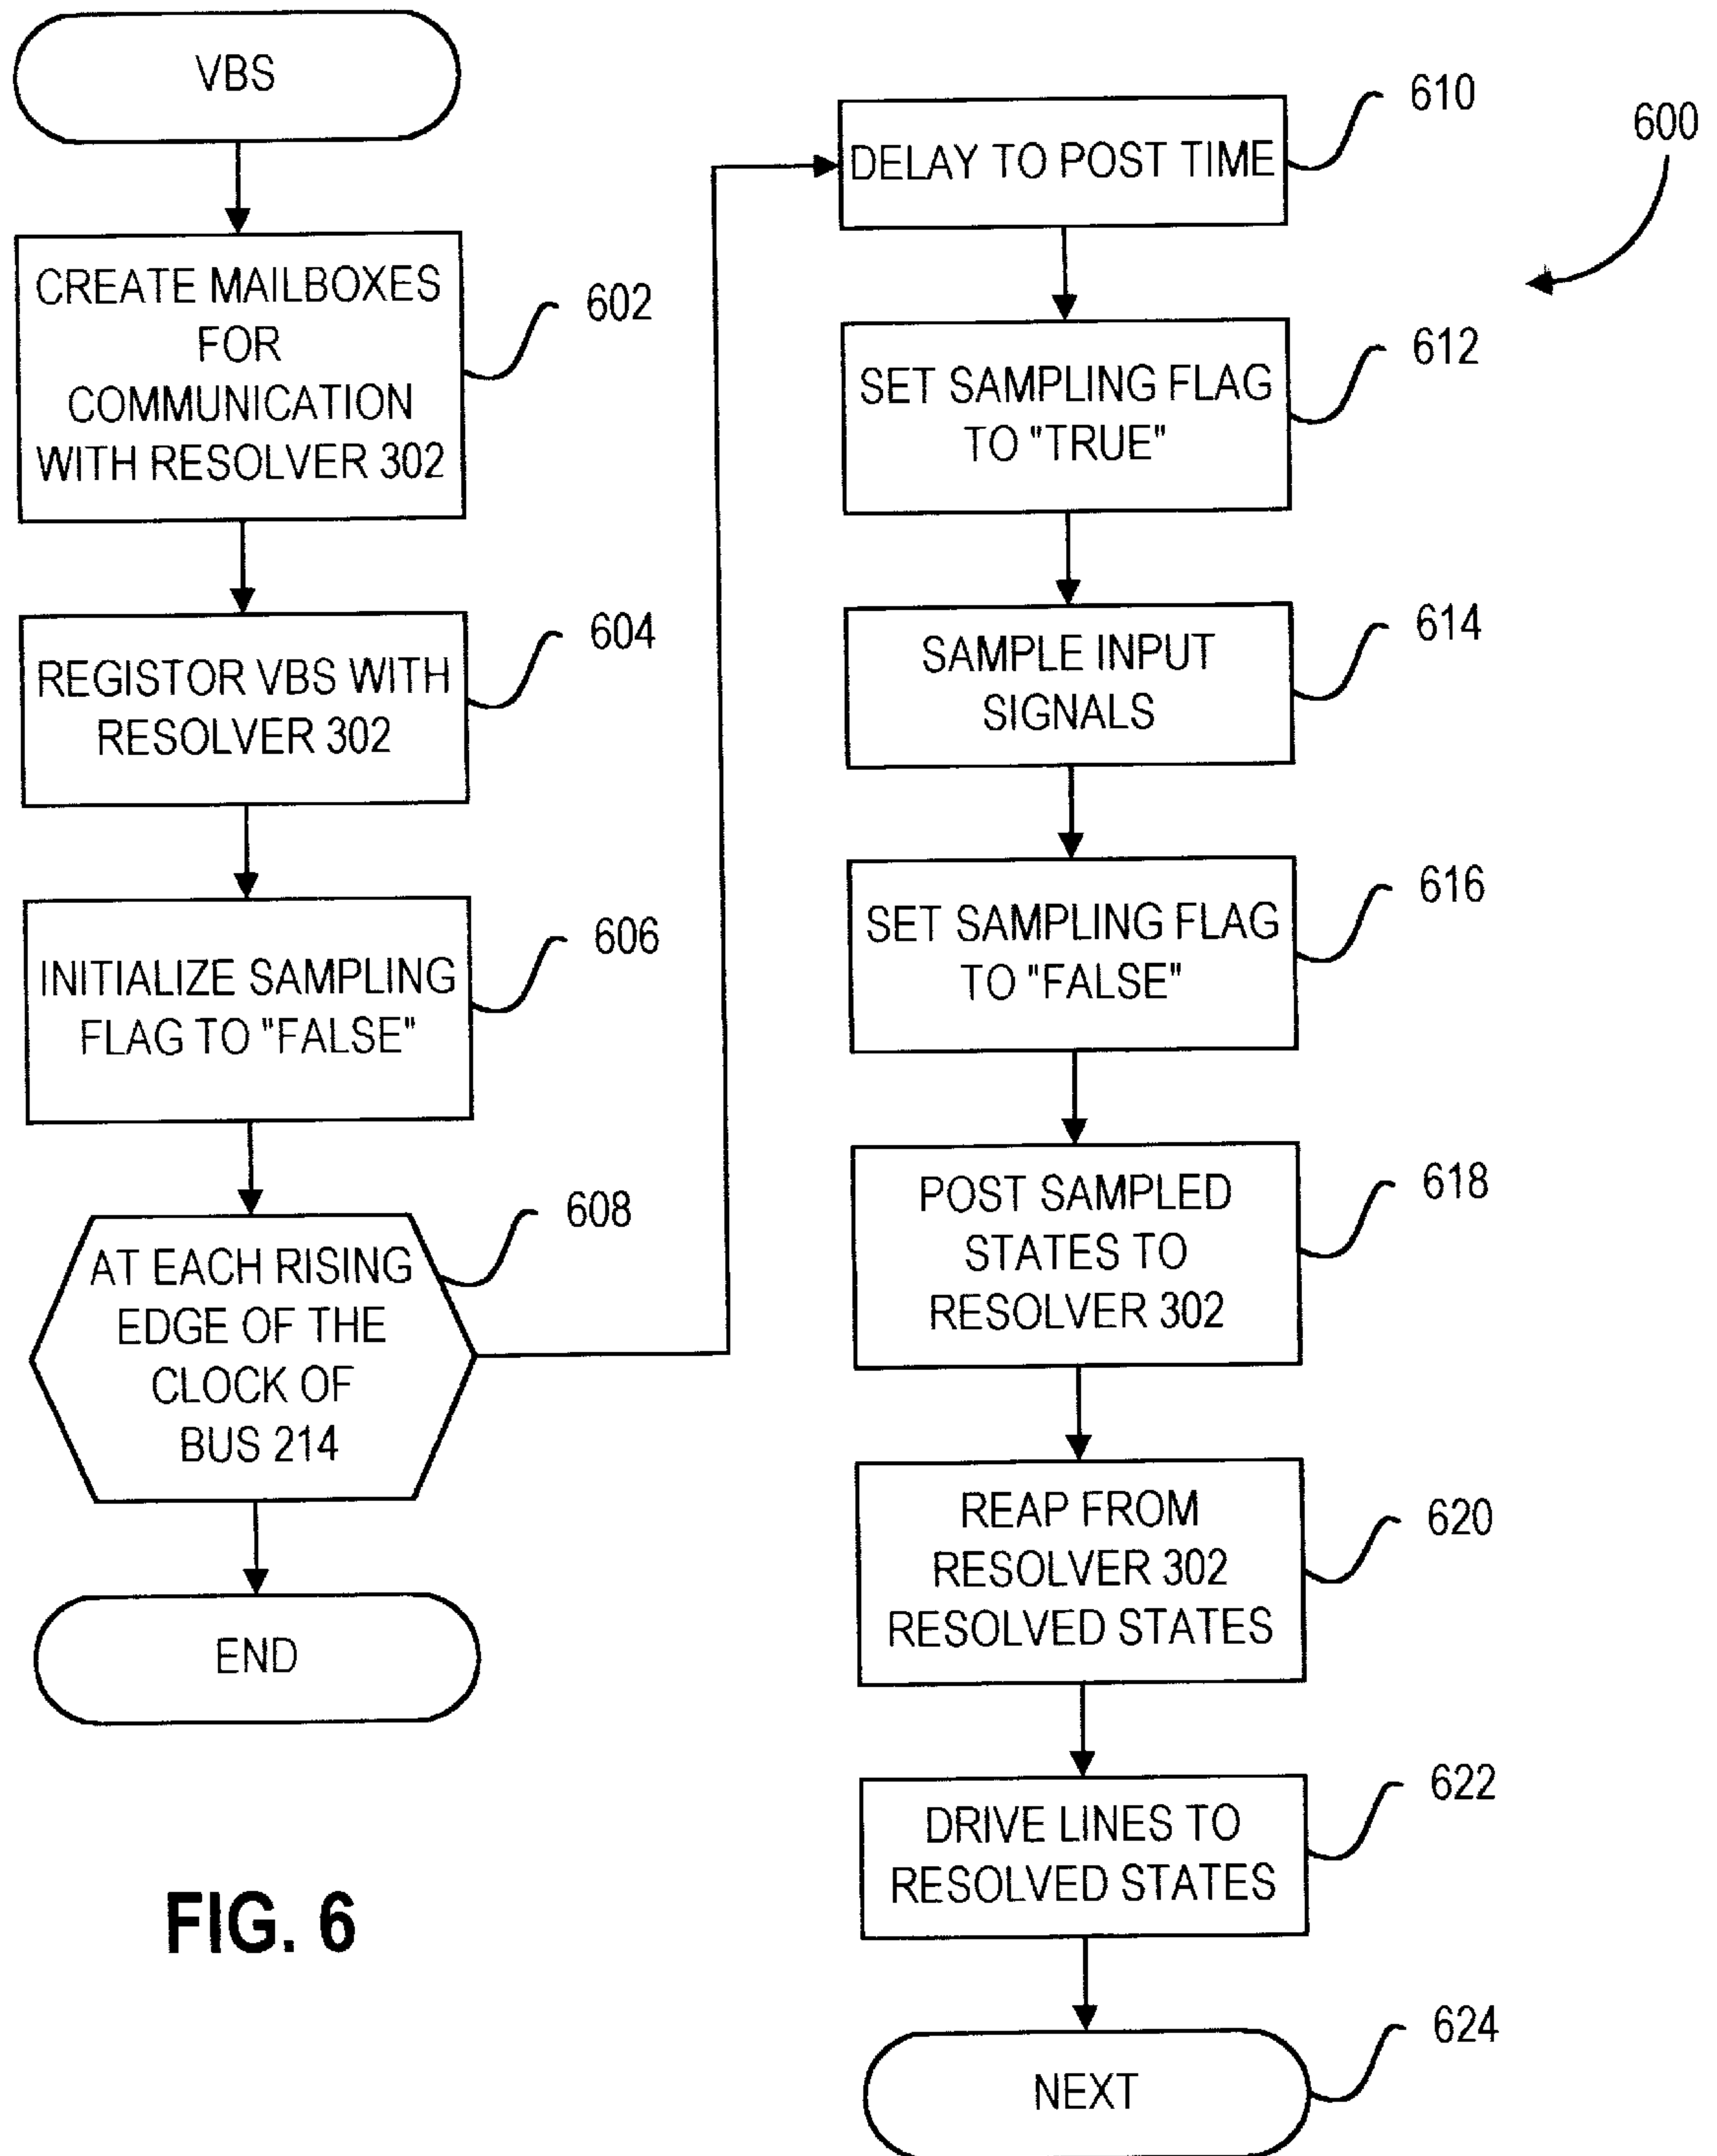 VBS
CREATE MAILBOXES
FOR
COMMUNICATION
WITH RESOLVER 302
602
REGISTOR VBS WITH
RESOLVER 302
604
INITIALIZE SAMPLING
FLAG TO "FALSE"
606
AT EACH RISING
EDGE OF THE
CLOCK OF
BUS 214
608
END
DELAY TO POST TIME
610
600
SET SAMPLING FLAG
TO "TRUE"
612
SAMPLE INPUT
SIGNALS
614
SET SAMPLING FLAG
TO "FALSE"
616
POST SAMPLED
STATES TO
RESOLVER 302
618
REAP FROM
RESOLVER 302
RESOLVED STATES
620
DRIVE LINES TO
RESOLVED STATES
622
NEXT
624
FIG. 6